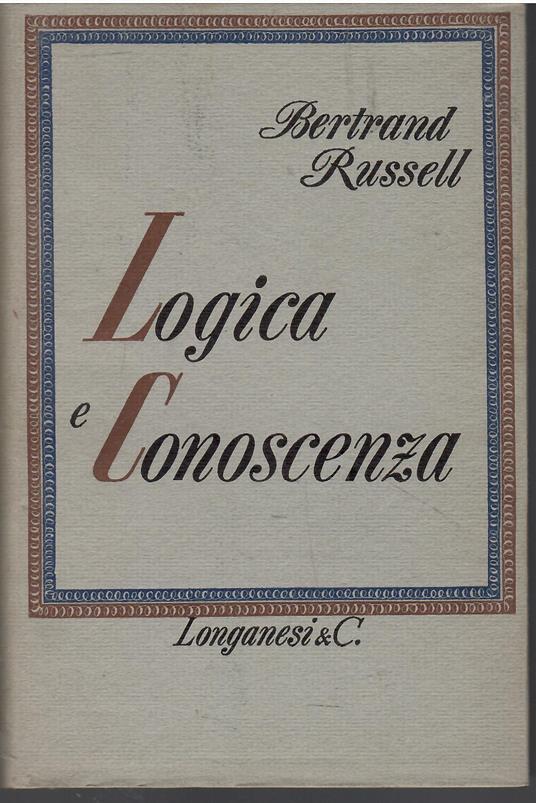 Bertrand
Russell
Logica
e Conoscenza
Longanesi & C.